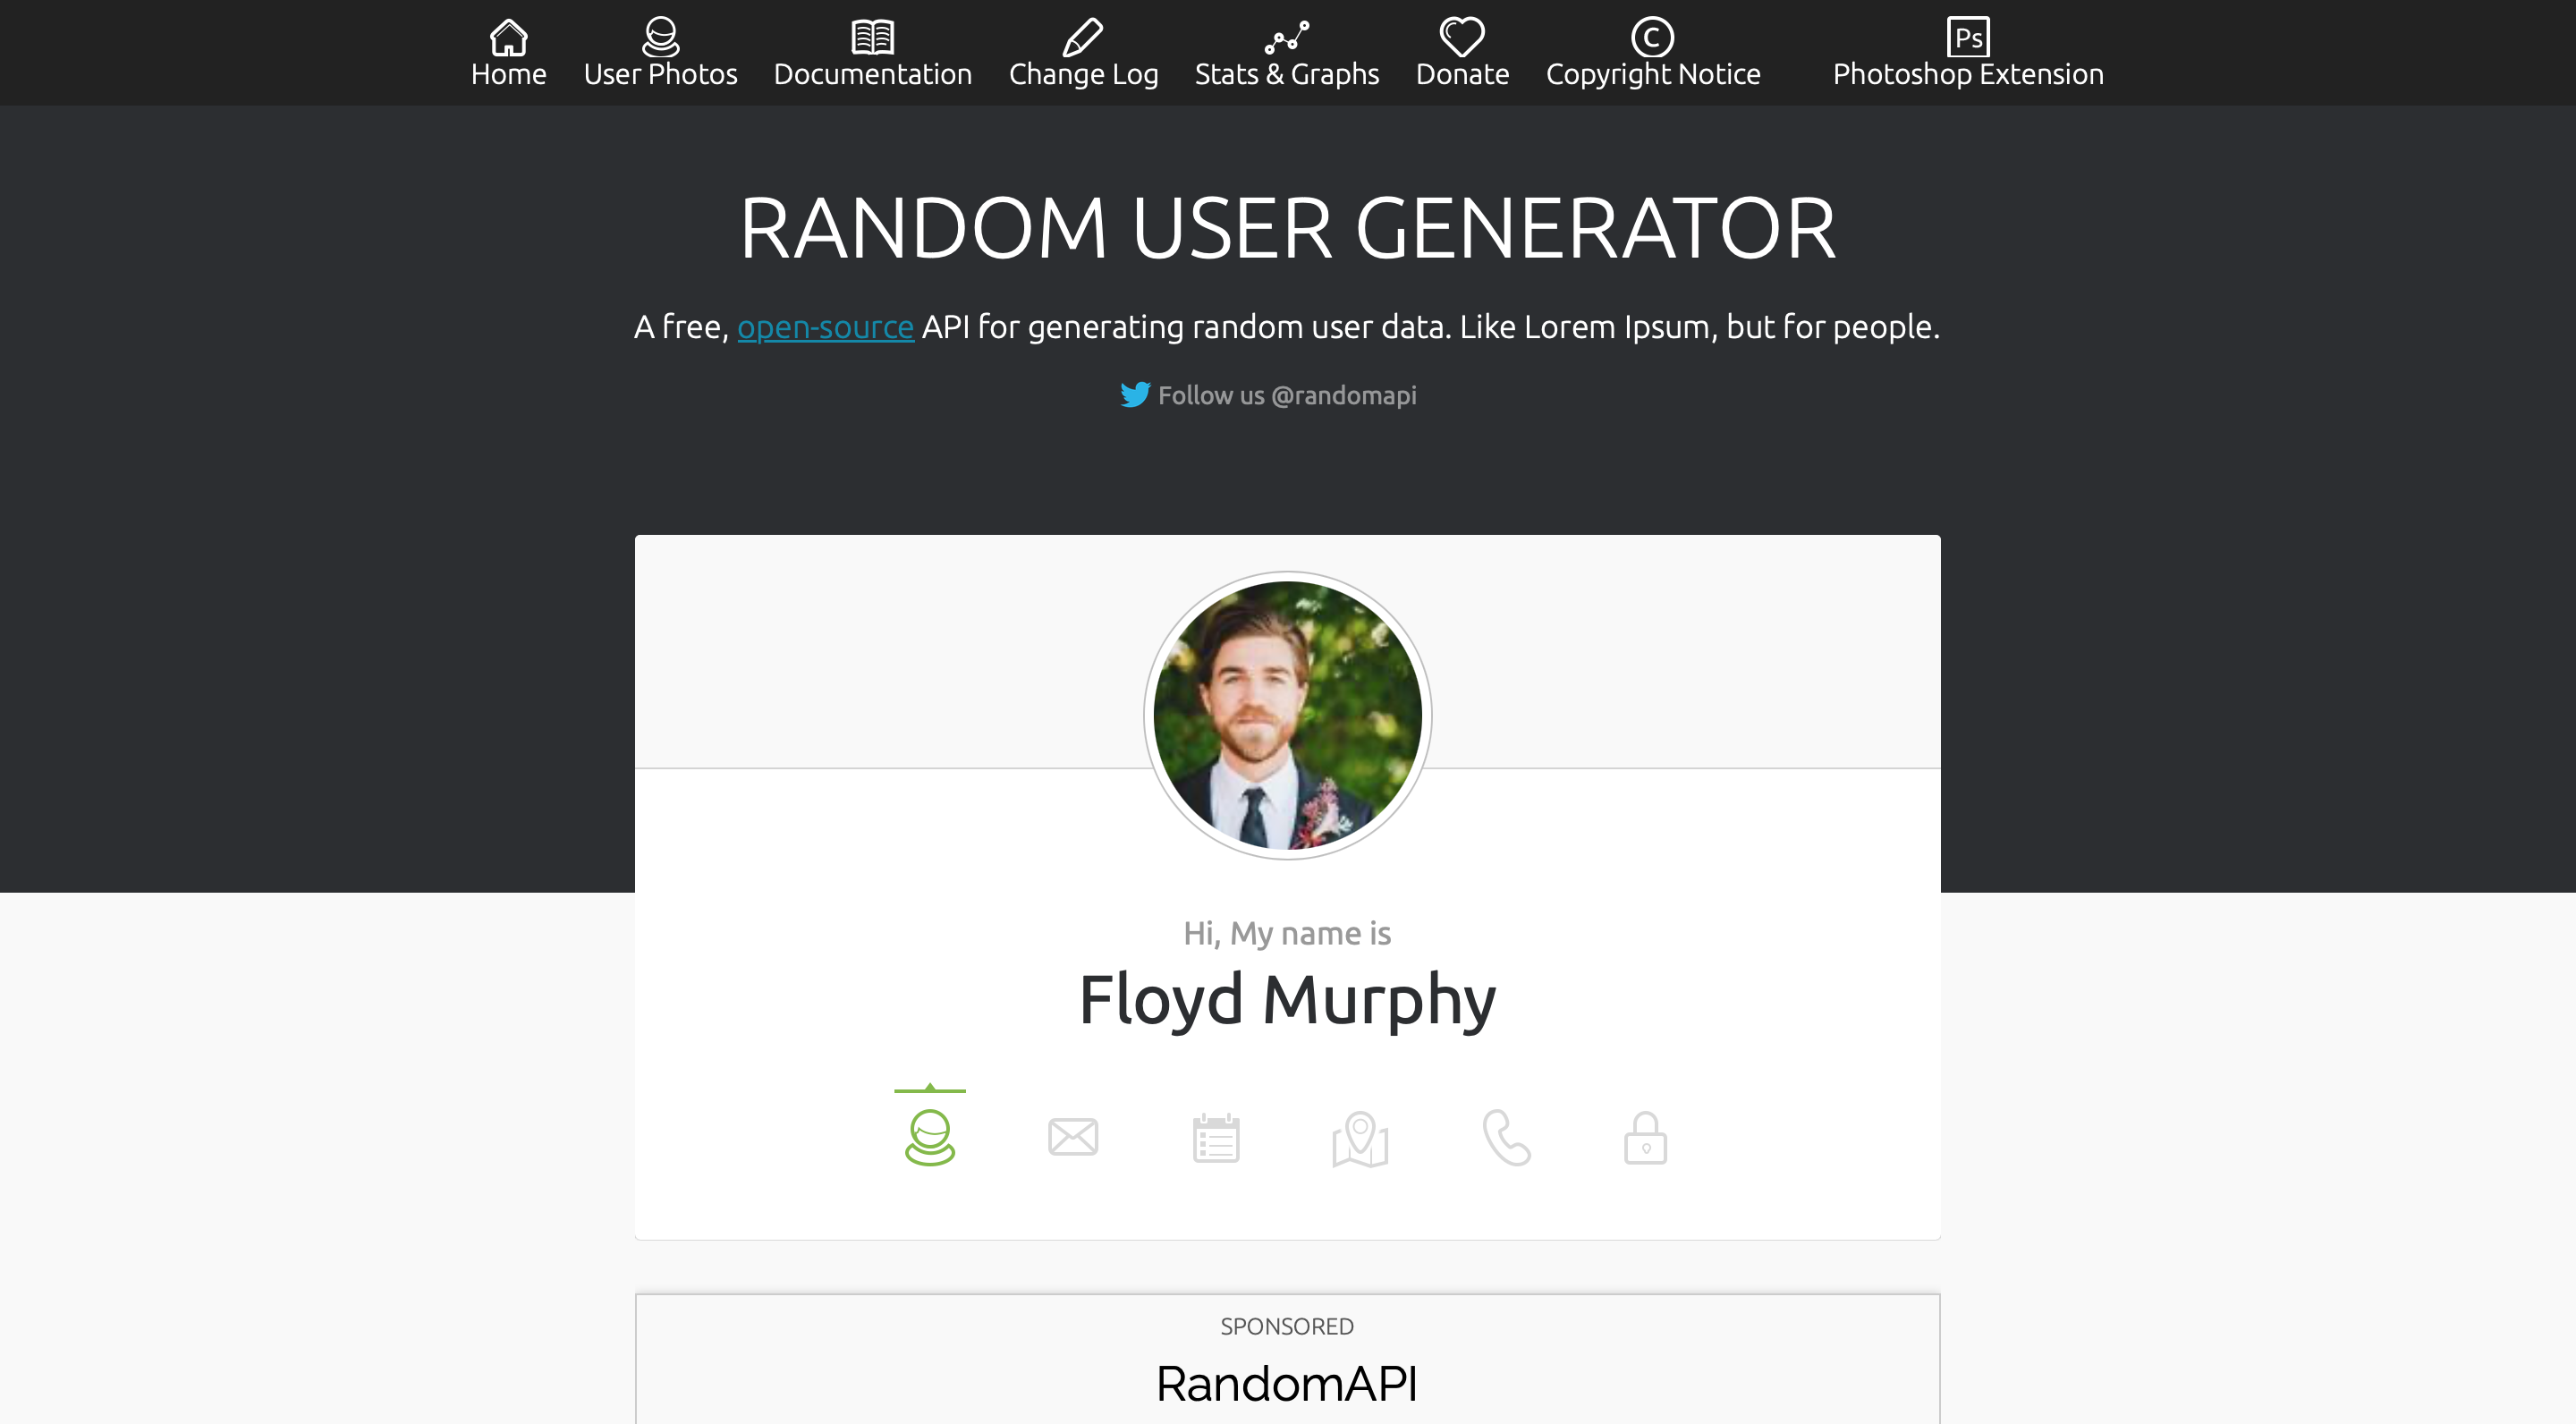 Home
User Photos
Documentation
Change Log
Stats & Graphs
Donate
Copyright Notice
Ps
Photoshop Extension
RANDOM USER GENERATOR
A free, open-source API for generating random user data. Like Lorem Ipsum, but for people.
Follow us @randomapi
Hi, My name is
Floyd Murphy
SPONSORED
RandomAPI